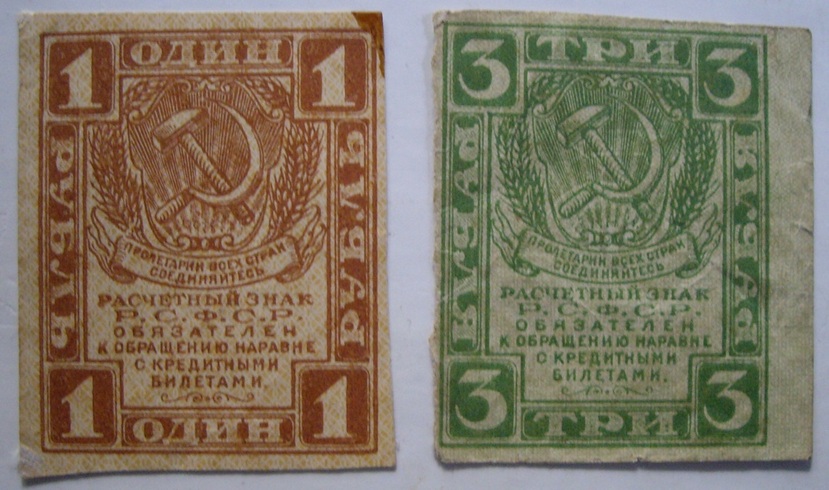 1 ОДИН 1
РУБЛЬ
РУБЛЬ
ПРОЛЕТАРИИ ВСЕХ СТРАН
СОЕДИНЯЙТЕСЬ
РАСЧЕТНЫЙ ЗНАК
Р.С.Ф.С.Р.
ОБЯЗАТЕЛЕН
К ОБРАЩЕНИЮ НАРАВНЕ
С КРЕДИТНЫМИ
БИЛЕТАМИ.
1 ОДИН 1
3 ТРИ 3
РУБЛЯ
РУБЛЯ
ПРОЛЕТАРИИ ВСЕХ СТРАН
СОЕДИНЯЙТЕСЬ
РАСЧЕТНЫЙ ЗНАК
Р.С.Ф.С.Р.
ОБЯЗАТЕЛЕН
К ОБРАЩЕНИЮ НАРАВНЕ
С КРЕДИТНЫМИ
БИЛЕТАМИ.
3 ТРИ 3